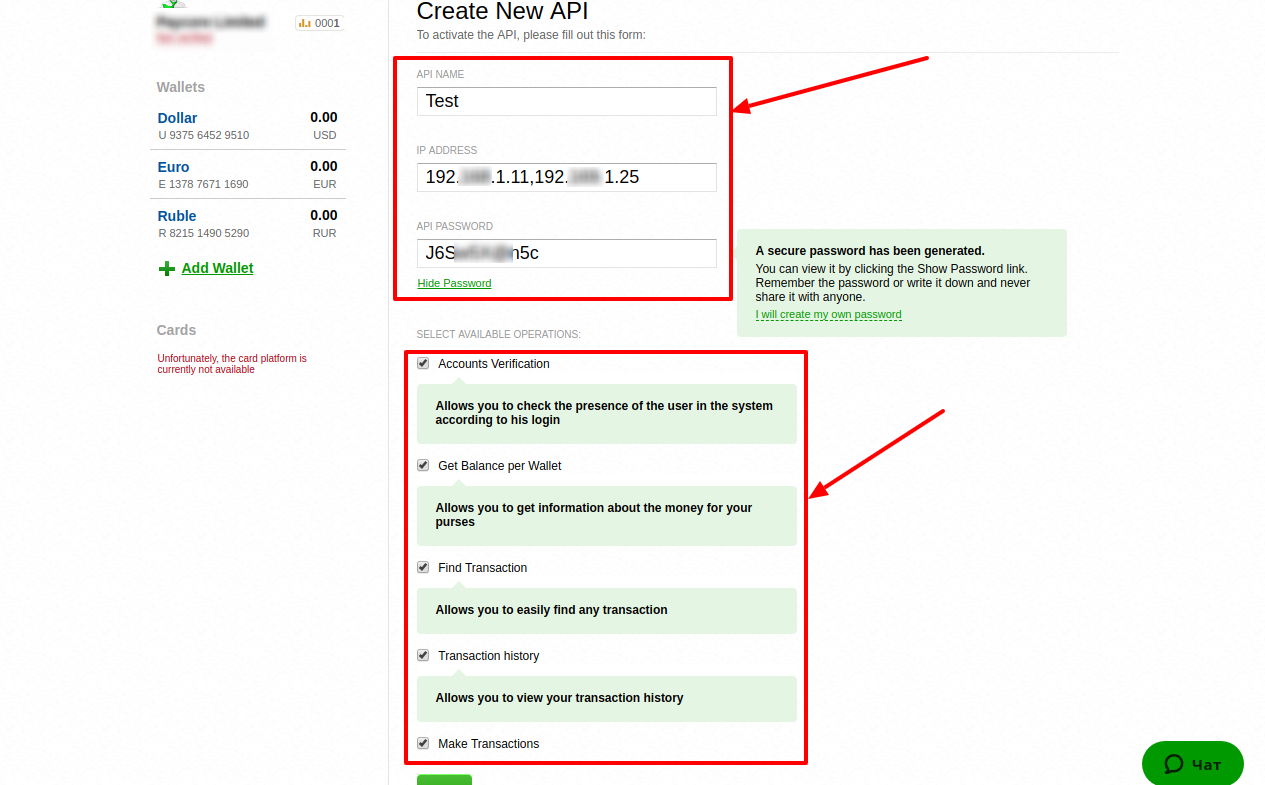 Create New API
To activate the API, please fill out this form:
0001
Wallets
Dollar 0.00
U 9375 6452 9510 USD
Euro 0.00
E 1378 7671 1690 EUR
Ruble 0.00
R 8215 1490 5290 RUR
Add Wallet
Cards
Unfortunately, the card platform is
currently not available
API NAME
Test
IP ADDRESS
192. .1.11,192. 1.25
API PASSWORD
J6S n5c
Hide Password
A secure password has been generated.
You can view it by clicking the Show Password link.
Remember the password or write it down and never
share it with anyone.
I will create my own password
SELECT AVAILABLE OPERATIONS:
Accounts Verification
Allows you to check the presence of the user in the system
according to his login
Get Balance per Wallet
Allows you to get information about the money for your
purses
Find Transaction
Allows you to easily find any transaction
Transaction history
Allows you to view your transaction history
Make Transactions
Чат